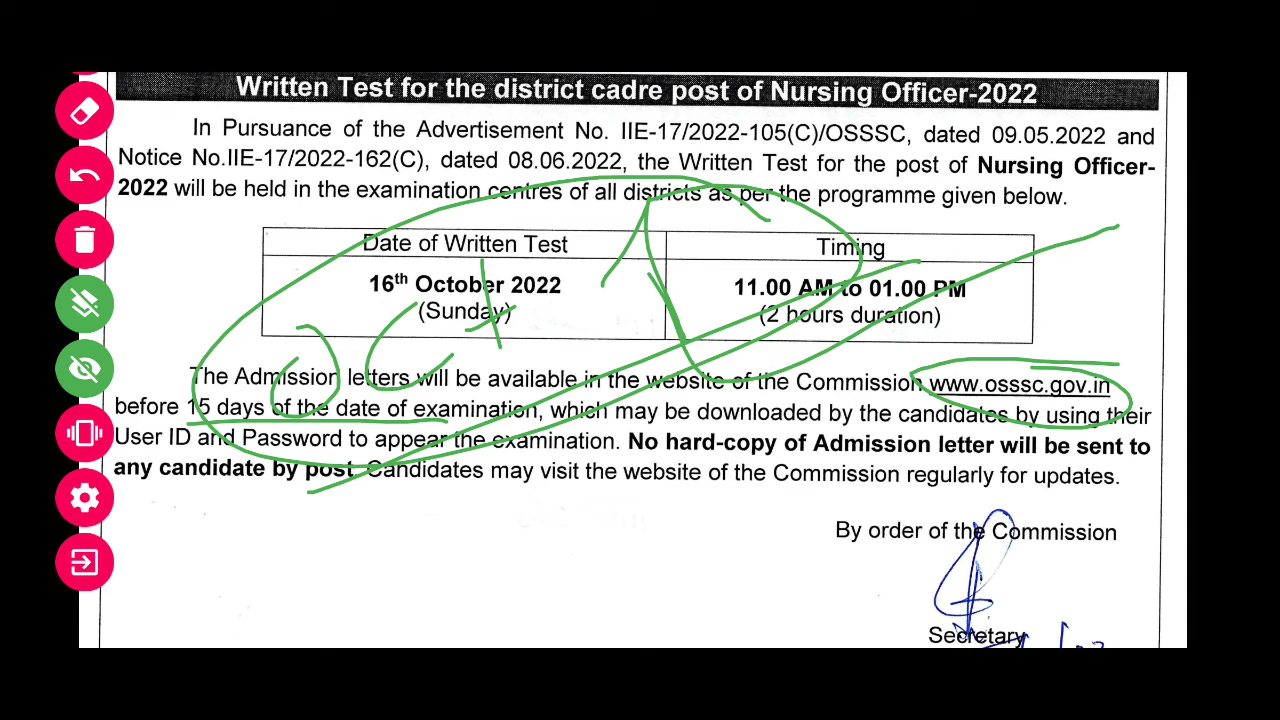 Written Test for the district cadre post of Nursing Officer-2022
In Pursuance of the Advertisement No. IIE-17/2022-105(C)/OSSSC, dated 09.05.2022 and
Notice No.IIE-17/2022-162(C), dated 08.06.2022, the Written Test for the post of Nursing Officer-
2022 will be held in the examination centres of all districts as per the programme given below.
Date of Written Test Timing
16th October 2022 11.00 AM to 01.00 PM
(Sunday) (2 hours duration)
The Admission letters will be available in the website of the Commission www.osssc.gov.in
before 15 days of the date of examination, which may be downloaded by the candidates by using their
User ID and Password to appear the examination. No hard-copy of Admission letter will be sent to
any candidate by post. Candidates may visit the website of the Commission regularly for updates.
By order of the Commission
Secretary